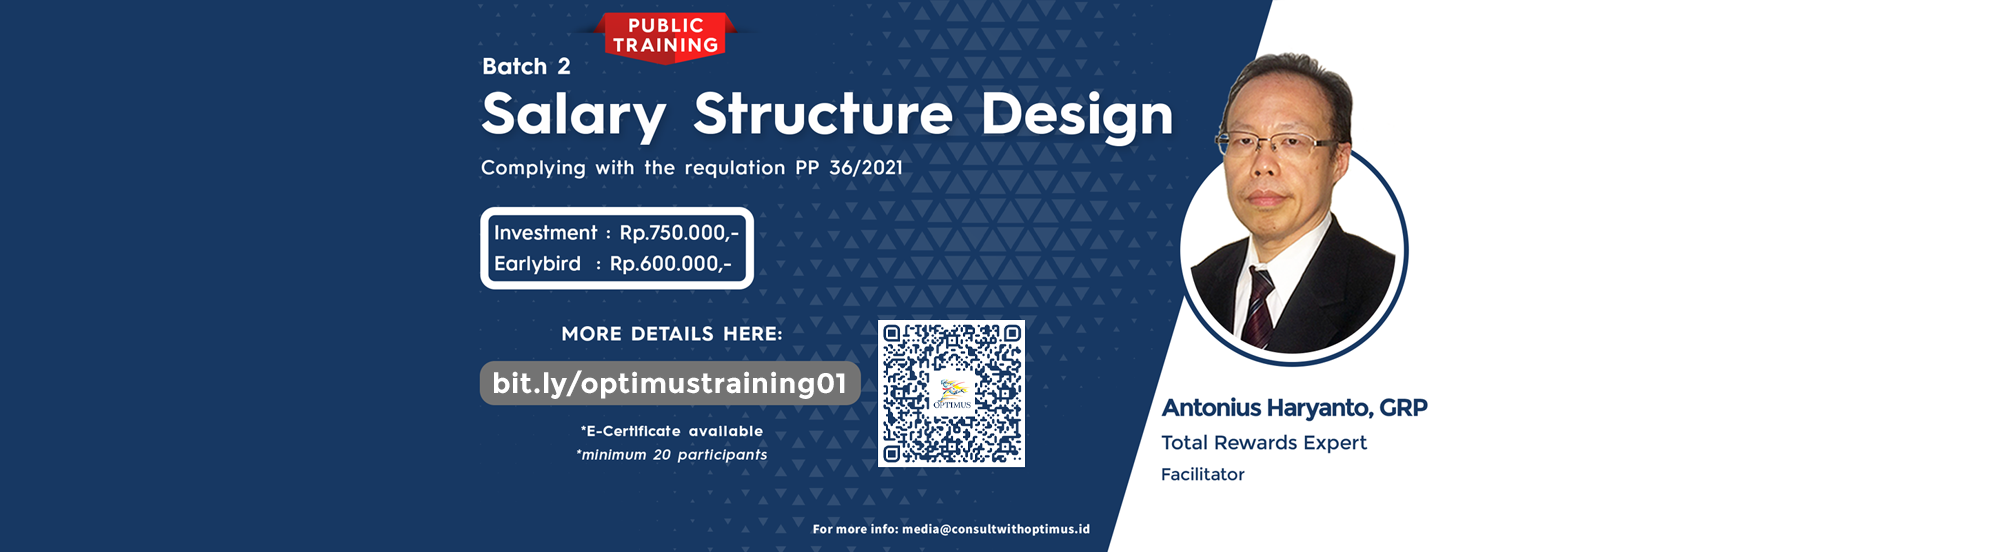 PUBLIC
TRAINING
Batch 2
Salary Structure Design
Complying with the requlation PP 36/2021
Investment : Rp.750.000,-
Earlybird : Rp.600.000,-
MORE DETAILS HERE:
bit.ly/optimustraining01
*E-Certificate available
*minimum 20 participants
OPTIMUS
Antonius Haryanto, GRP
Total Rewards Expert
Facilitator
For more info: media@consultwithoptimus.id